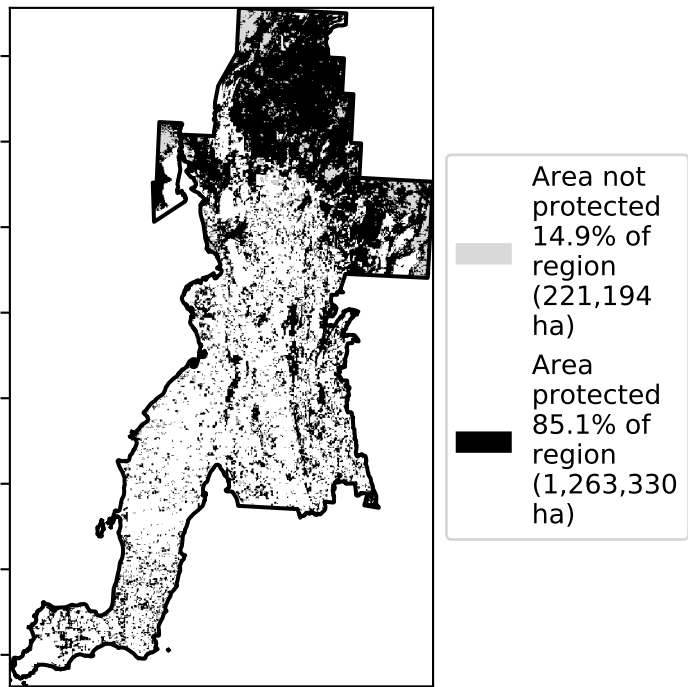 Area not
protected
14.9% of
region
(221,194
ha)
Area
protected
85.1% of
region
(1,263,330
ha)